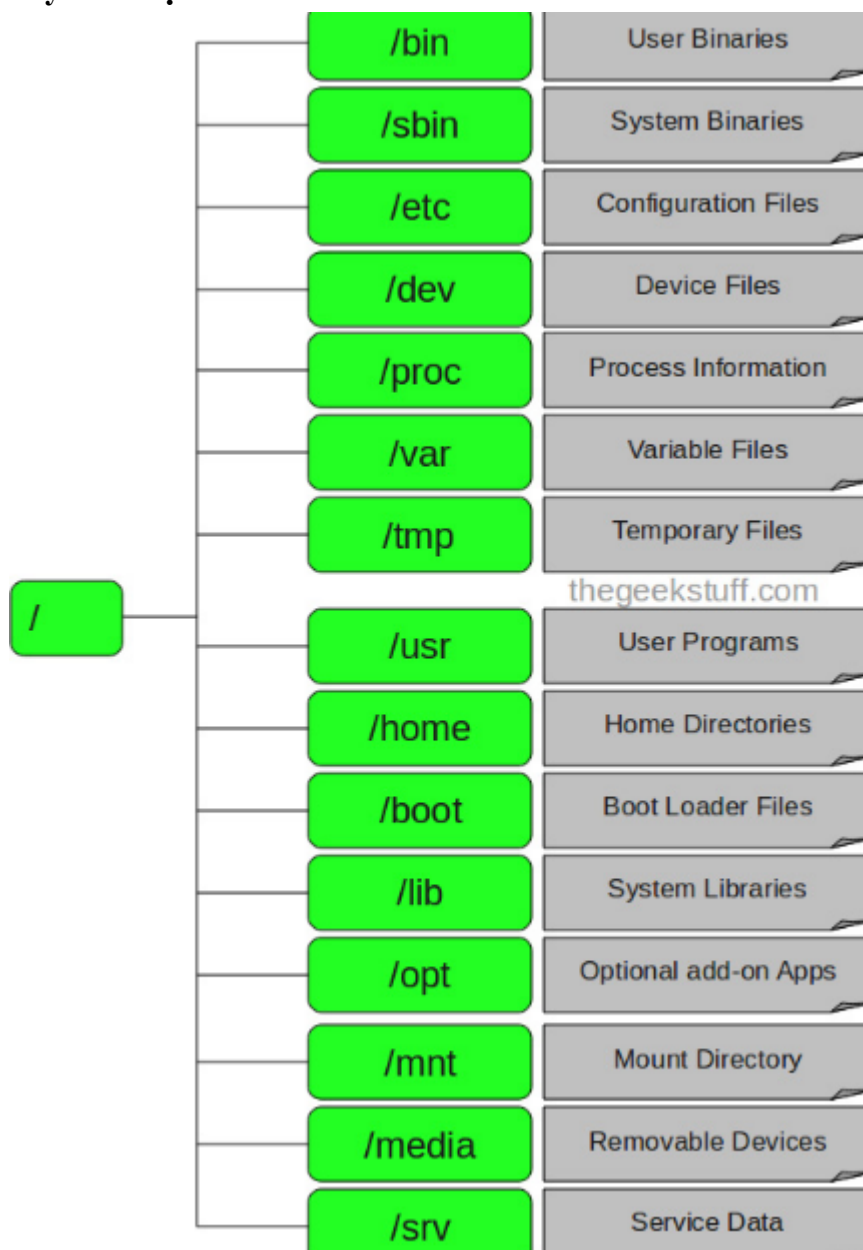 /bin User Binaries
/sbin System Binaries
/etc Configuration Files
/dev Device Files
/proc Process Information
/var Variable Files
/tmp Temporary Files
thegeekstuff.com
/
/usr User Programs
/home Home Directories
/boot Boot Loader Files
/lib System Libraries
/opt Optional add-on Apps
/mnt Mount Directory
/media Removable Devices
/srv Service Data